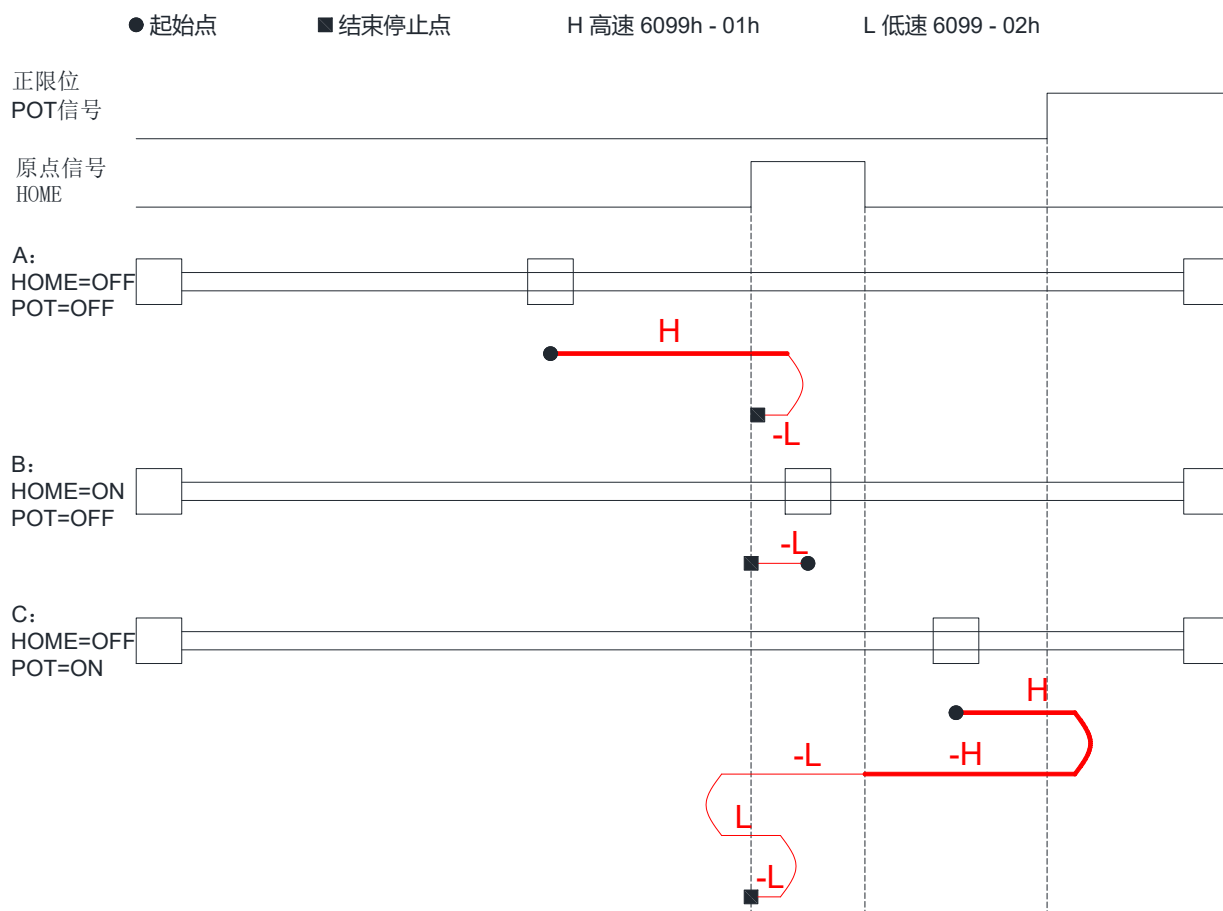 起始点
结束停止点
H 高速 6099h - 01h
L 低速 6099 - 02h
正限位
POT信号
原点信号
HOME
A：
HOME=OFF
POT=OFF
H
-L
B：
HOME=ON
POT=OFF
-L
C：
HOME=OFF
POT=ON
H
-L
-H
L
-L